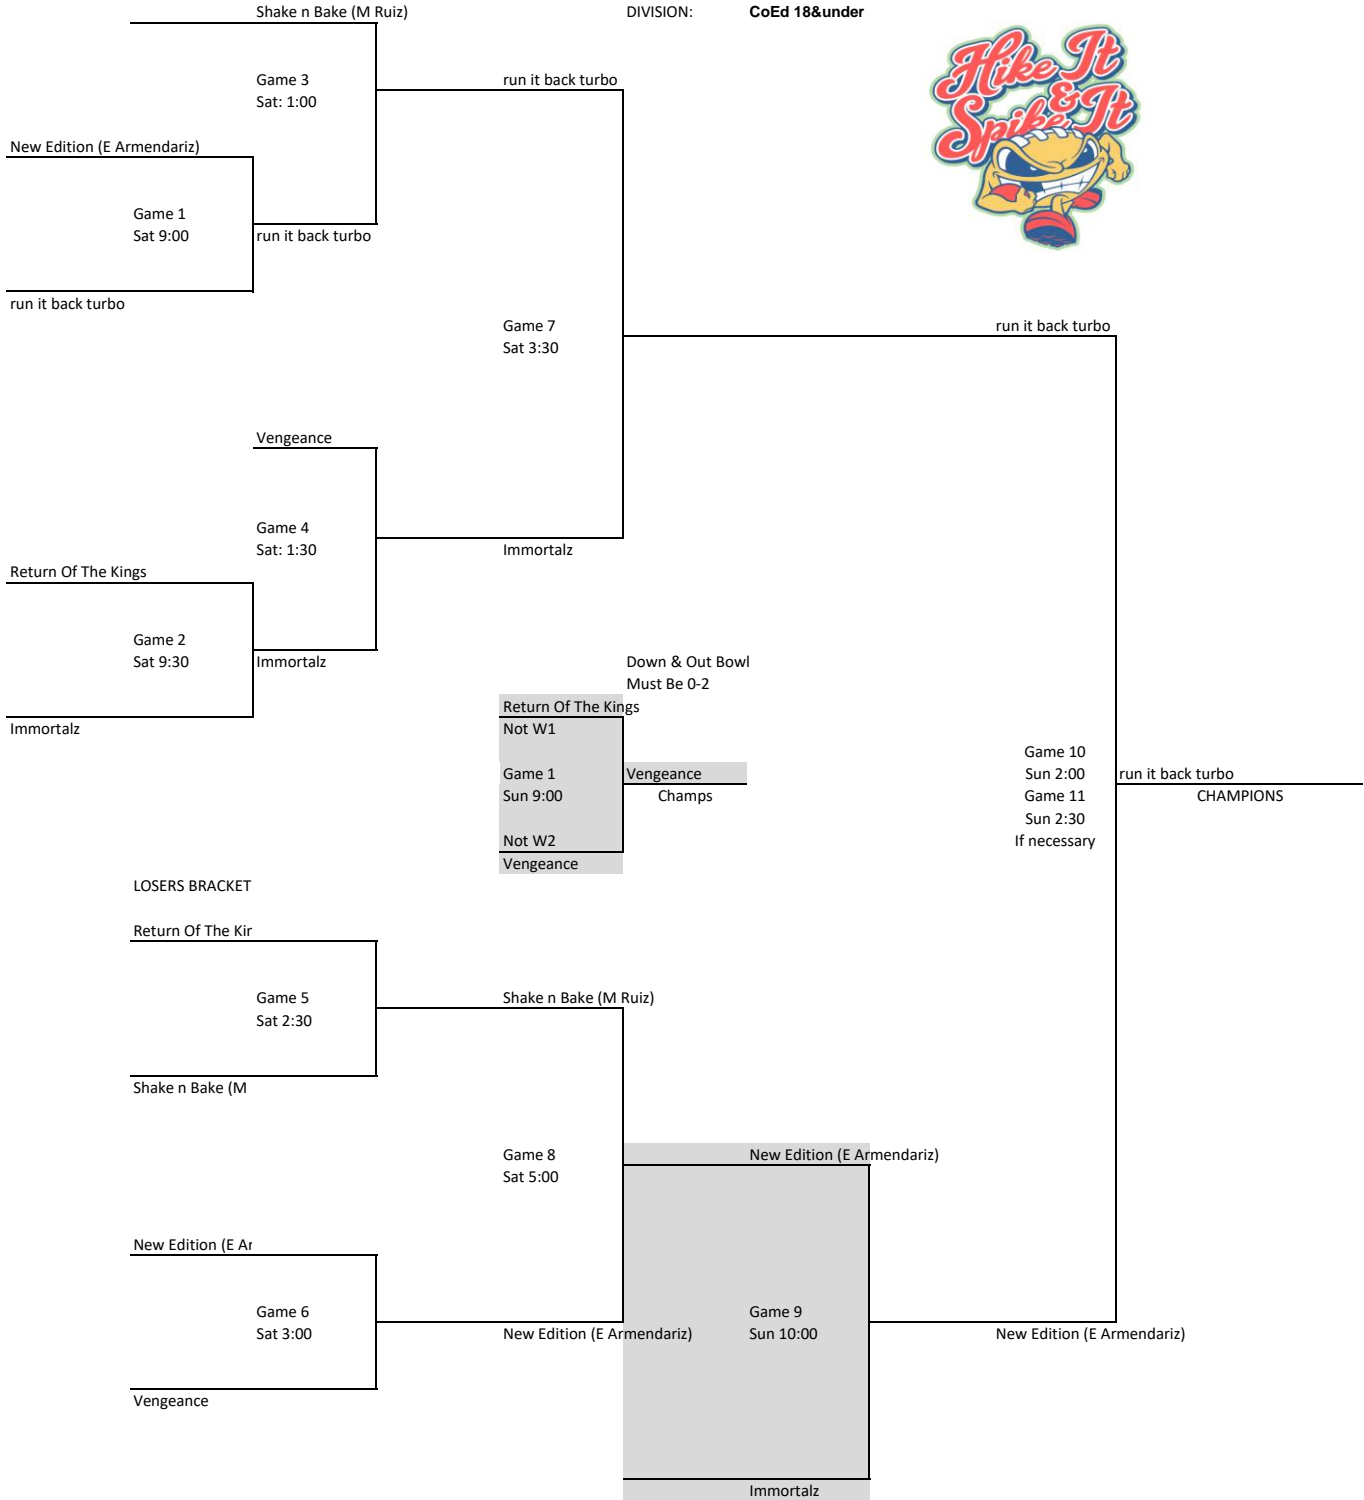 Shake n Bake (M Ruiz)
DIVISION:
CoEd 18&under
Hike It
&
Spike It
Game 3
Sat: 1:00
run it back turbo
New Edition (E Armendariz)
Game 1
Sat 9:00
run it back turbo
run it back turbo
Game 7
Sat 3:30
run it back turbo
Vengeance
Game 4
Sat: 1:30
Immortalz
Return Of The Kings
Game 2
Sat 9:30
Immortalz
Immortalz
Down & Out Bowl
Must Be 0-2
Return Of The Kings
Not W1
Game 1
Sun 9:00
Vengeance
Champs
Not W2
Vengeance
Game 10
Sun 2:00
Game 11
Sun 2:30
If necessary
run it back turbo
CHAMPIONS
LOSERS BRACKET
Return Of The Kir
Game 5
Sat 2:30
Shake n Bake (M Ruiz)
Shake n Bake (M
Game 8
Sat 5:00
New Edition (E Armendariz)
New Edition (E Ar
Game 6
Sat 3:00
New Edition (E Armendariz)
Game 9
Sun 10:00
New Edition (E Armendariz)
Vengeance
Immortalz